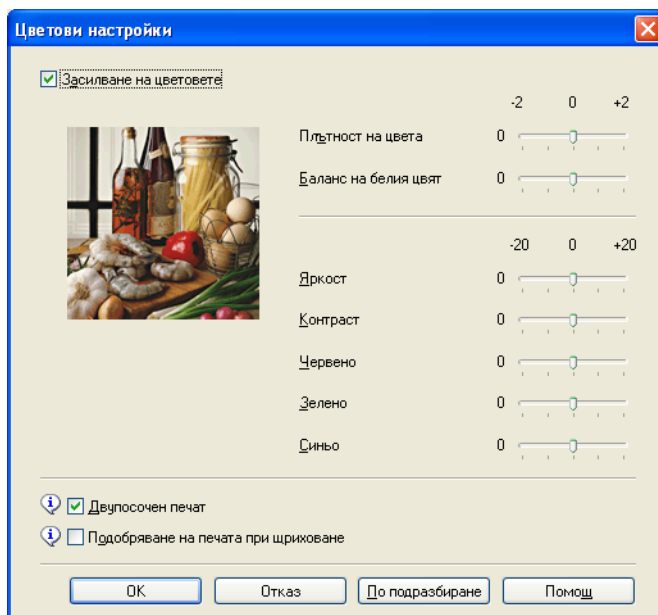 Цветови настройки
Засилване на цветовете
-2 0 +2
Плътност на цвета 0
Баланс на белия цвят 0
-20 0 +20
Яркост 0
Контраст 0
Червено 0
Зелено 0
Синьо 0
Двупосочен печат
Подобряване на печата при щриховане
OK Отказ По подразбиране Помощ